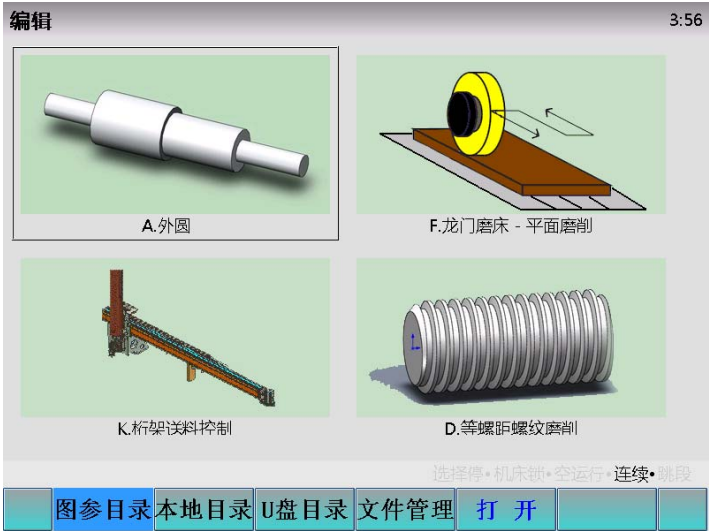 编辑
3:56
A.外圆
F.龙门磨床 - 平面磨削
K.桁架送料控制
D.等螺距螺纹磨削
选择停•机床锁•空运行•连续•跳段
图参目录 本地目录 U盘目录 文件管理 打 开